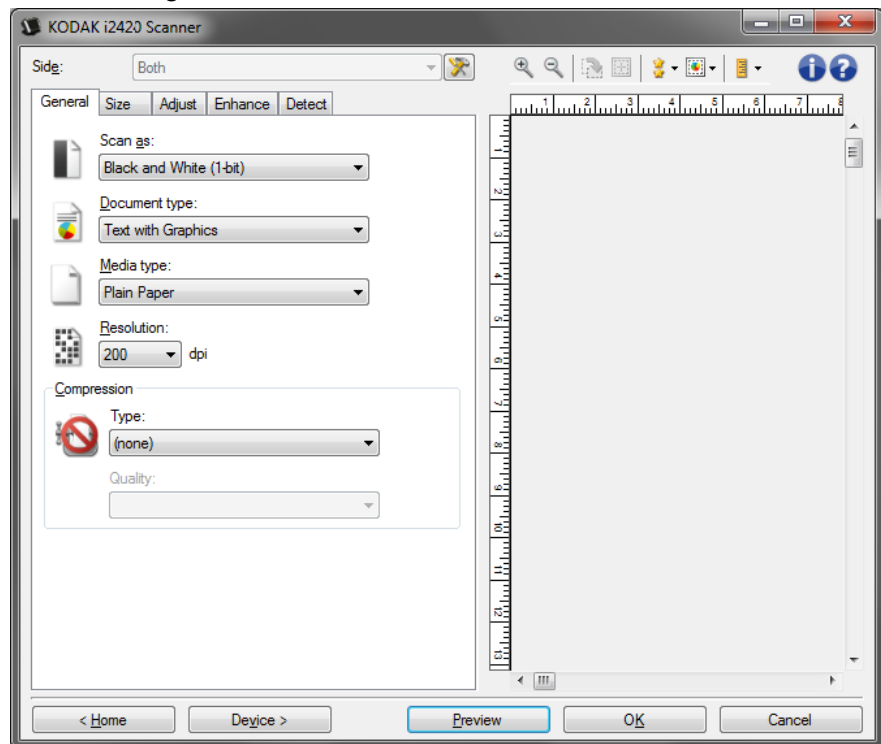 KODAK i2420 Scanner
Side:
Both
General
Size
Adjust
Enhance
Detect
Scan as:
Black and White (1-bit)
Document type:
Text with Graphics
Media type:
Plain Paper
Resolution:
200
dpi
Compression
Type:
(none)
Quality:
1 2 3 4 5 6 7 8
1
2
3
4
5
6
7
8
9
10
11
12
13
< Home
Device >
Preview
OK
Cancel